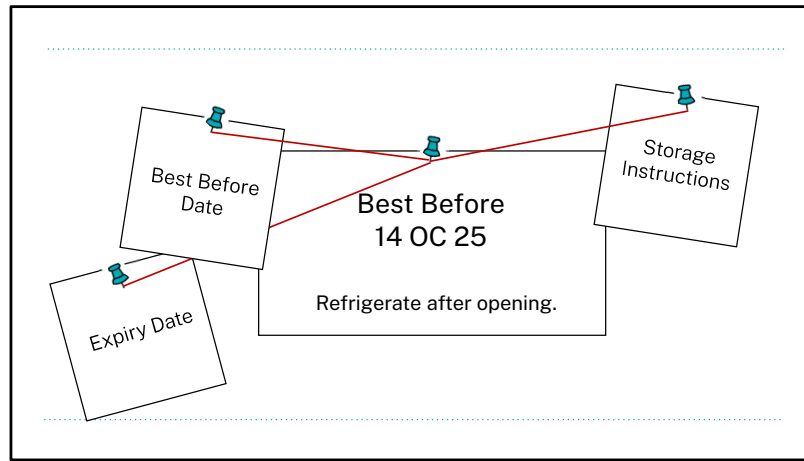 Best Before
Date
Expiry Date
Best Before
14 OC 25
Refrigerate after opening.
Storage
Instructions